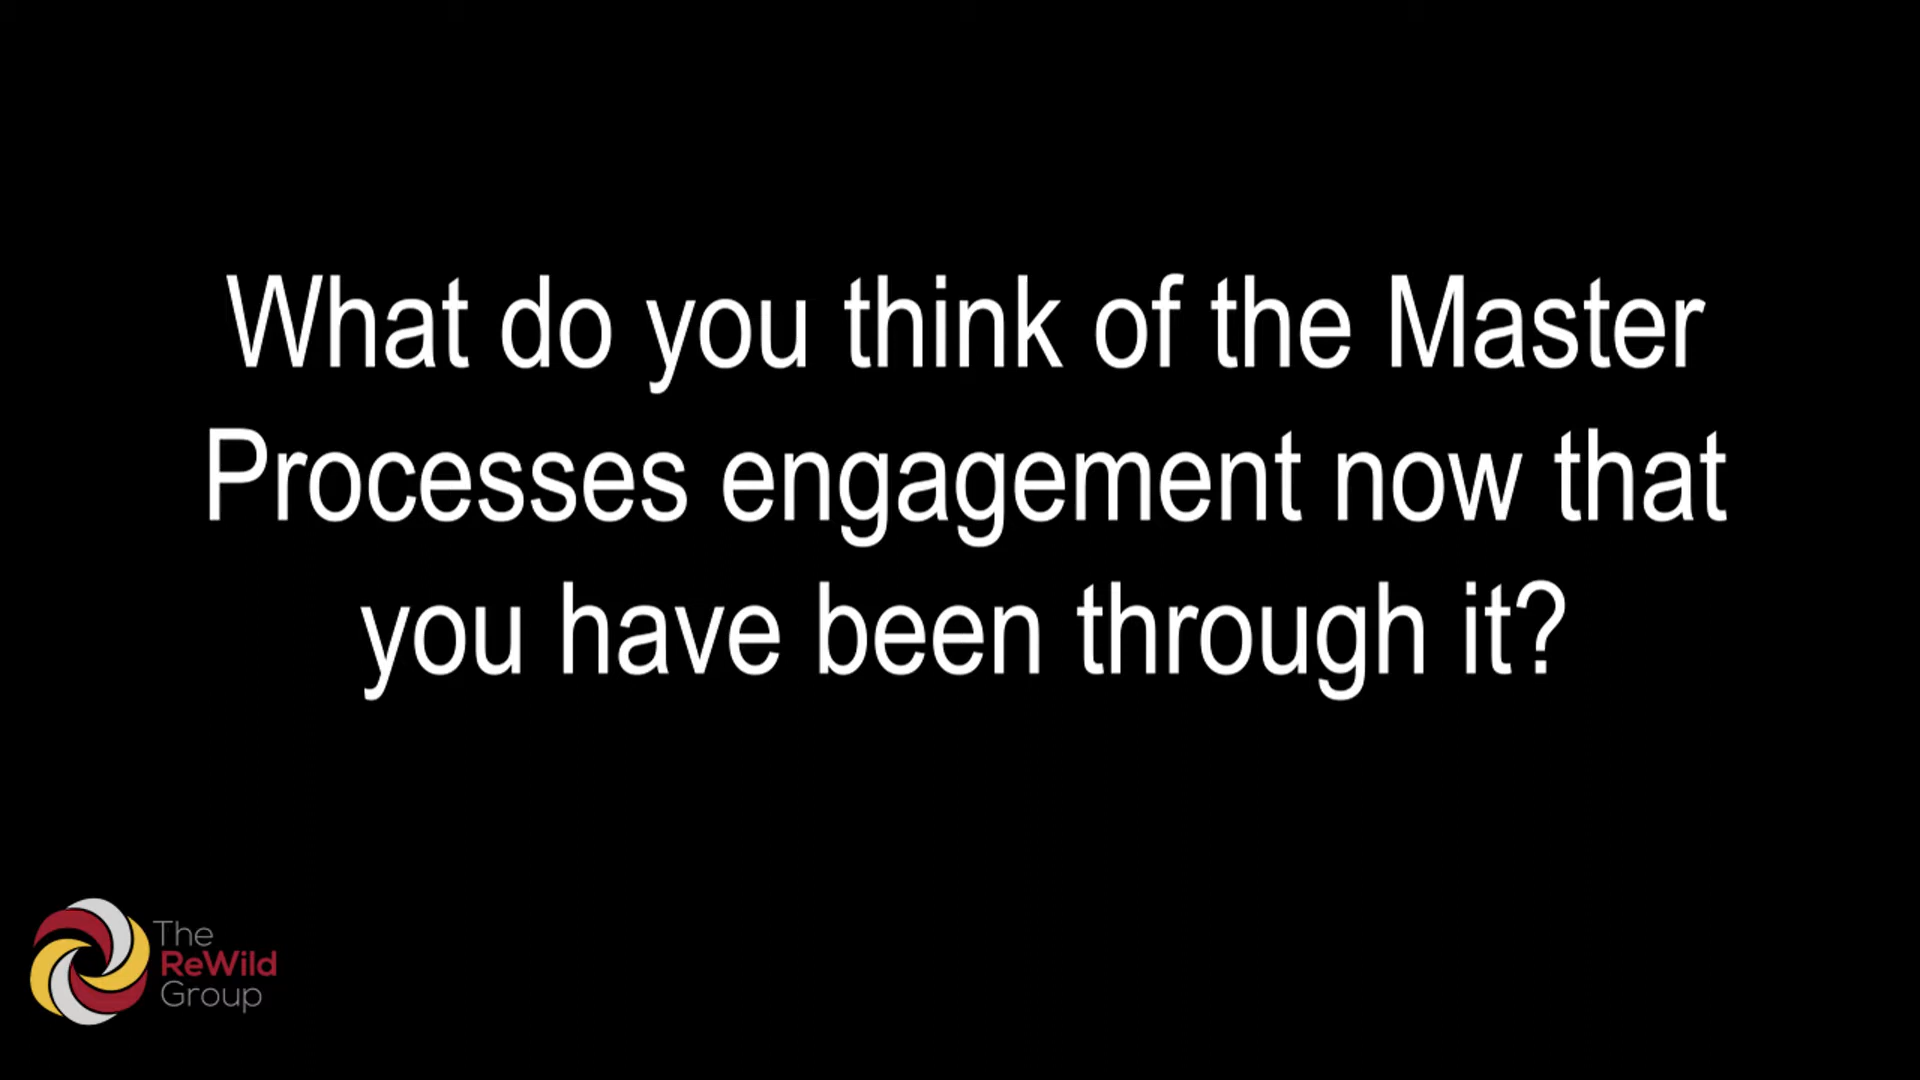 What do you think of the Master
Processes engagement now that
you have been through it?
The
ReWild
Group